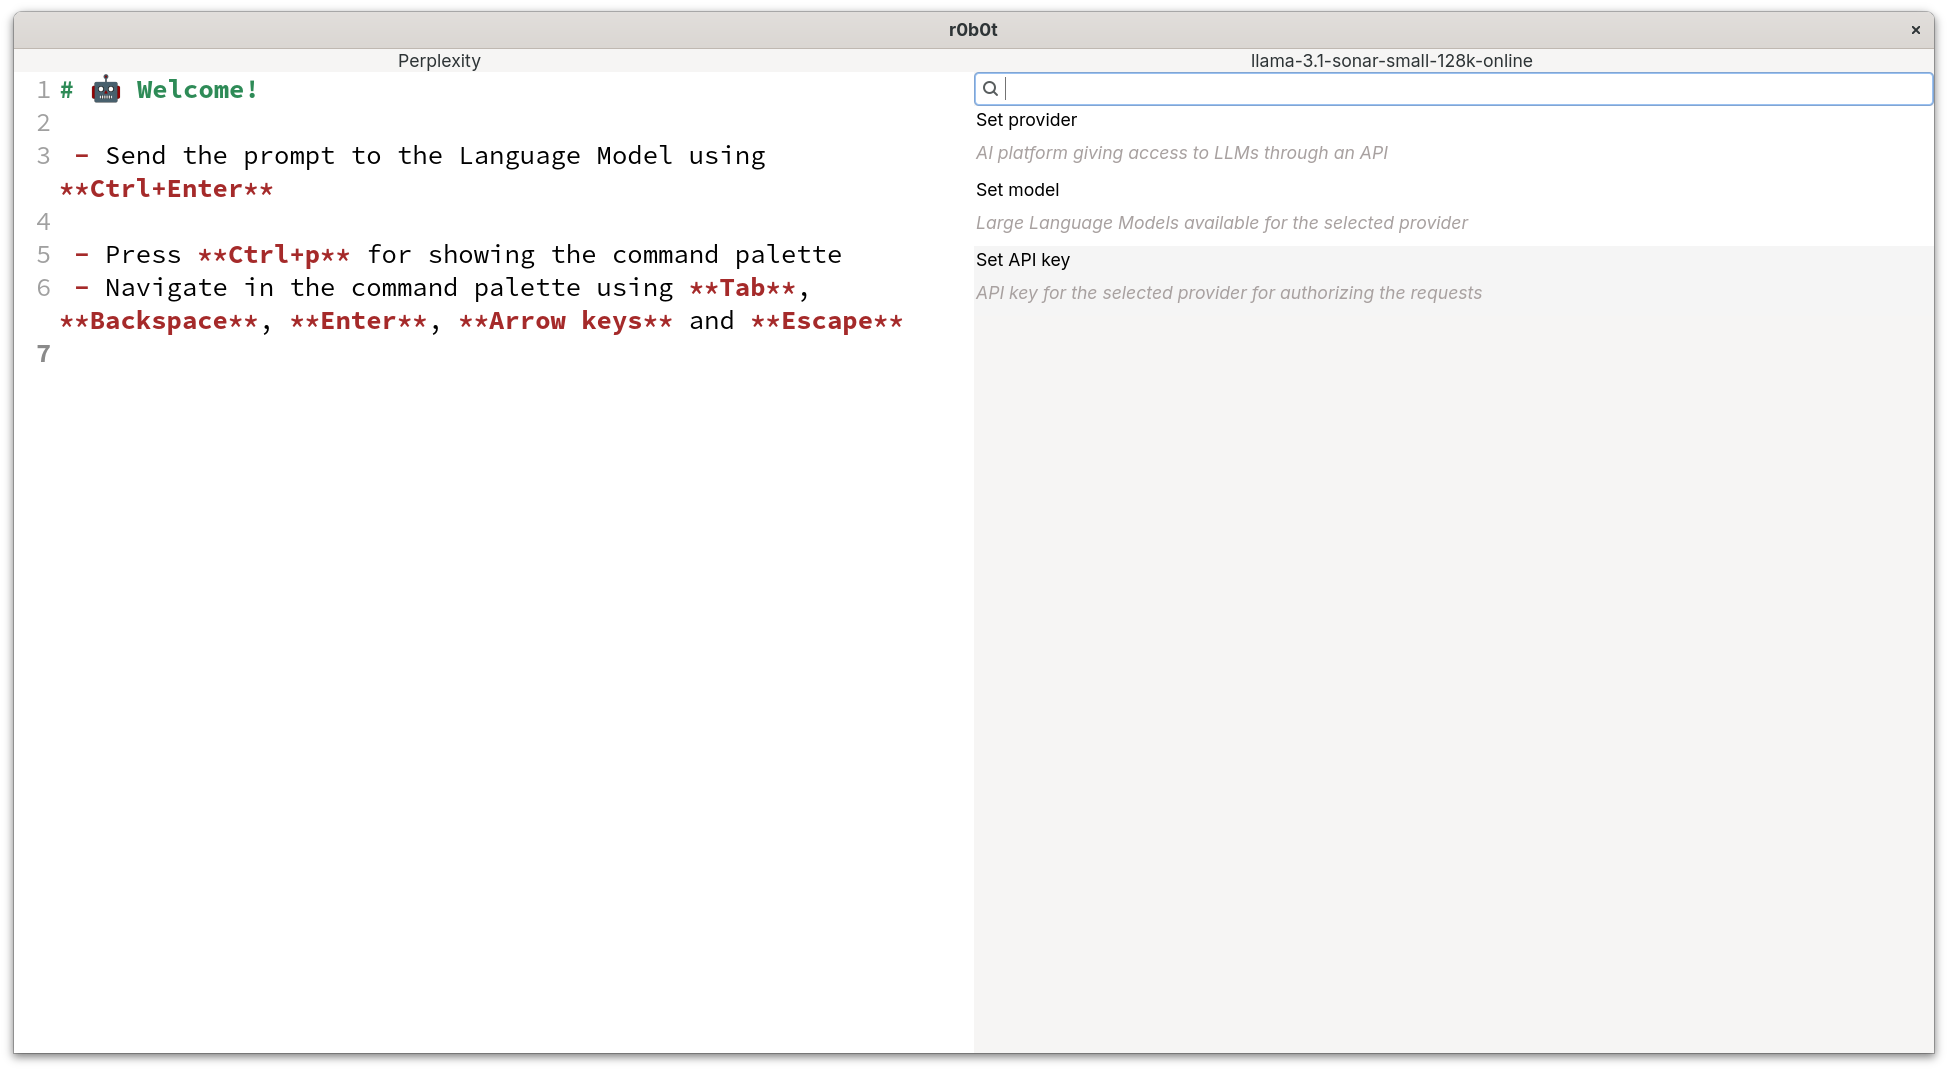 r0b0t ×
Perplexity llama-3.1-sonar-small-128k-online
1 # 🤖 Welcome!
2
3 - Send the prompt to the Language Model using
**Ctrl+Enter**
4
5 - Press **Ctrl+p** for showing the command palette
6 - Navigate in the command palette using **Tab**,
**Backspace**, **Enter**, **Arrow keys** and **Escape**
7
Set provider
AI platform giving access to LLMs through an API
Set model
Large Language Models available for the selected provider
Set API key
API key for the selected provider for authorizing the requests